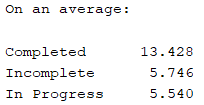 On an average:
Completed 13.428
Incomplete 5.746
In Progress 5.540